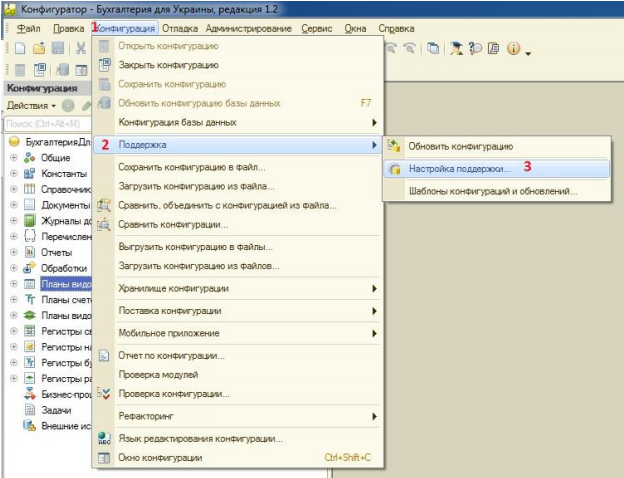 Конфигуратор - Бухгалтерия для Украины, редакция 1.2
Файл Правка 1 Конфигурация Отладка Администрирование Сервис Окна Справка
Конфигурация
Действия
Поиск (Ctrl+Alt+M)
БухгалтерияДл
Общие
Константы
Справочник
Документы
Журналы до
Перечислен
Отчеты
Обработки
Планы видо
Планы счет
Планы видо
Регистры св
Регистры на
Регистры бу
Регистры ра
Бизнес-проц
Задачи
Внешние ис
Открыть конфигурацию
Закрыть конфигурацию
Сохранить конфигурацию
Обновить конфигурацию базы данных F7
Конфигурация базы данных
2 Поддержка
Сохранить конфигурацию в файл...
Загрузить конфигурацию из файла...
Сравнить, объединить с конфигурацией из файла...
Сравнить конфигурации...
Выгрузить конфигурацию в файлы...
Загрузить конфигурацию из файлов...
Хранилище конфигурации
Поставка конфигурации
Мобильное приложение
Отчет по конфигурации...
Проверка модулей
Проверка конфигурации...
Рефакторинг
Язык редактирования конфигурации...
Окно конфигурации Ctrl+Shift+C
Обновить конфигурацию
Настройка поддержки... 3
Шаблоны конфигураций и обновлений...